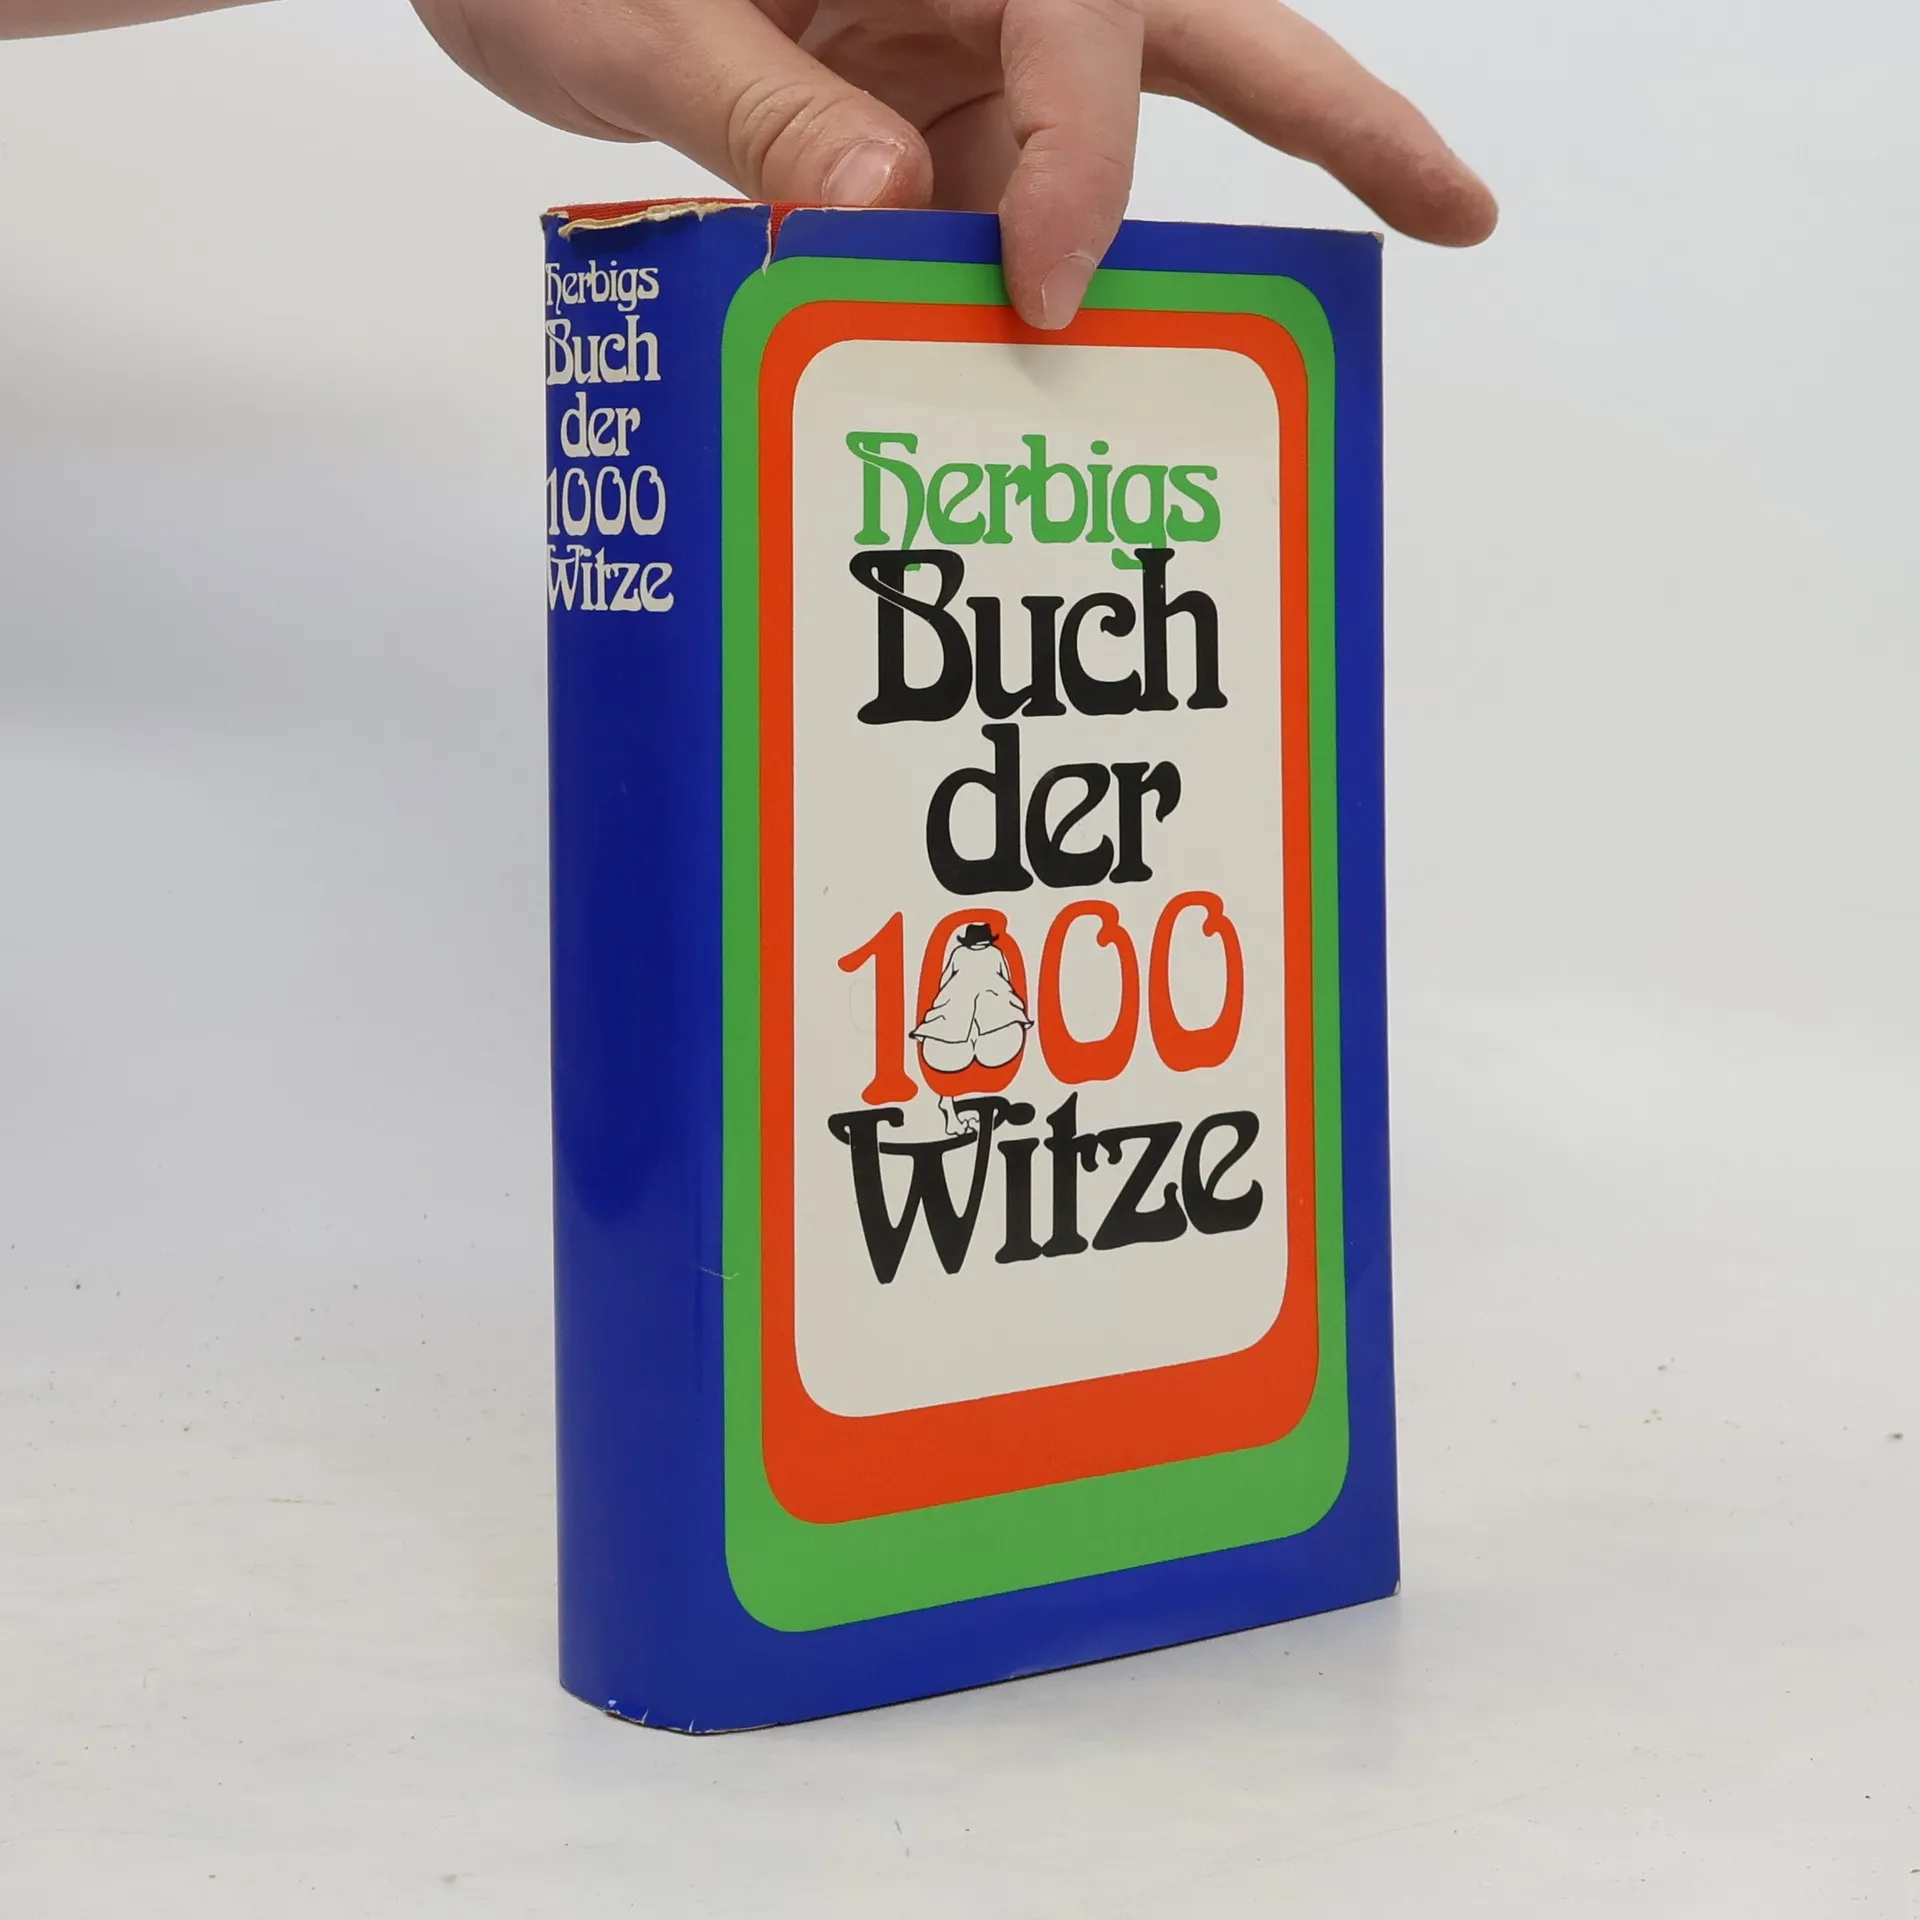 Herbigs
Buch
der
1000
Witze
Herbigs
Buch
der
1000
Witze